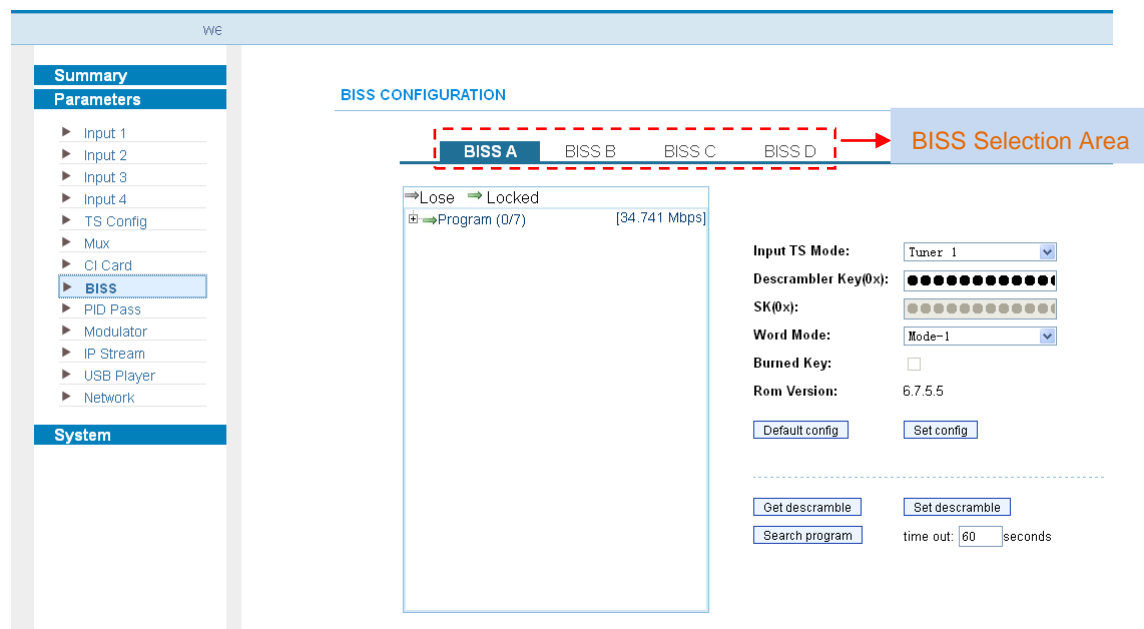 WE
Summary
Parameters
Input 1
Input 2
Input 3
Input 4
TS Config
Mux
CI Card
BISS
PID Pass
Modulator
IP Stream
USB Player
Network
System
BISS CONFIGURATION
BISS A BISS B BISS C BISS D
BISS Selection Area
Lose Locked
Program (0/7) [34.741 Mbps]
Input TS Mode: Tuner 1
Descrambler Key(0x):
SK(0x):
Word Mode: Mode-1
Burned Key:
Rom Version: 6.7.5.5
Default config Set config
Get descramble Set descramble
Search program time out: 60 seconds